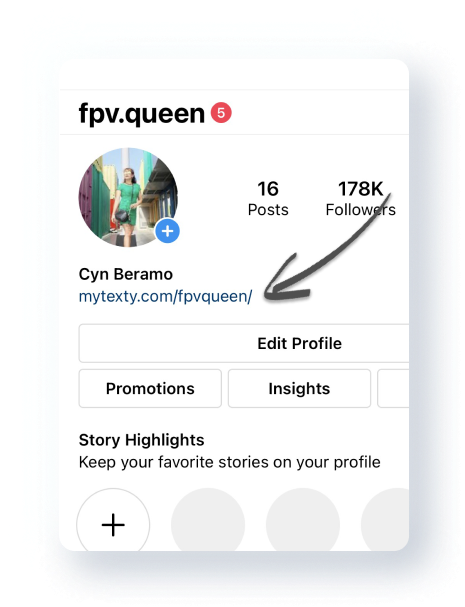 fpv.queen 5
16 178K
Posts Followers
Cyn Beramo
mytexty.com/fpvqueen/
Edit Profile
Promotions Insights
Story Highlights
Keep your favorite stories on your profile